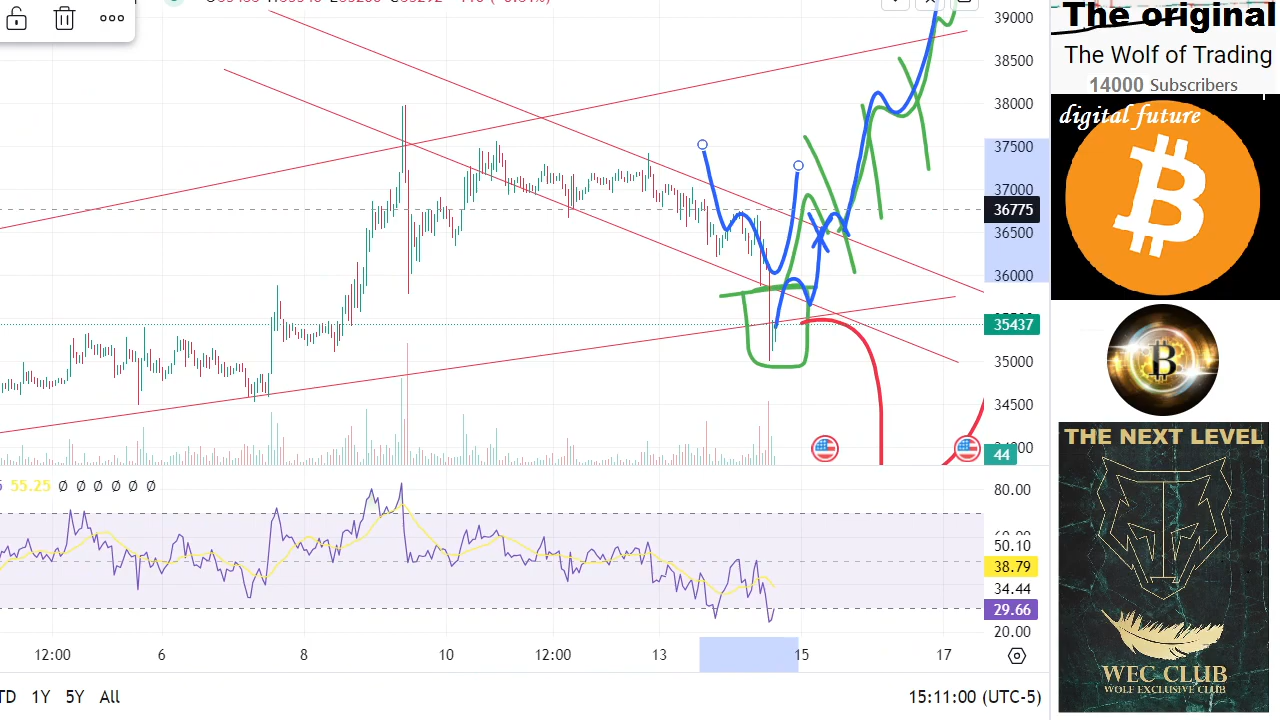 39000
38500
38000
37500
37000
36775
36500
36000
35437
35000
34500
44
55.25 Ø Ø Ø Ø Ø Ø
80.00
50.10
38.79
34.44
29.66
20.00
12:00 6 8 10 12:00 13 15 17
1Y 5Y All
15:11:00 (UTC-5)
The original
The Wolf of Trading
14000 Subscribers
digital future
THE NEXT LEVEL
WEC CLUB
WOLF EXCLUSIVE CLUB